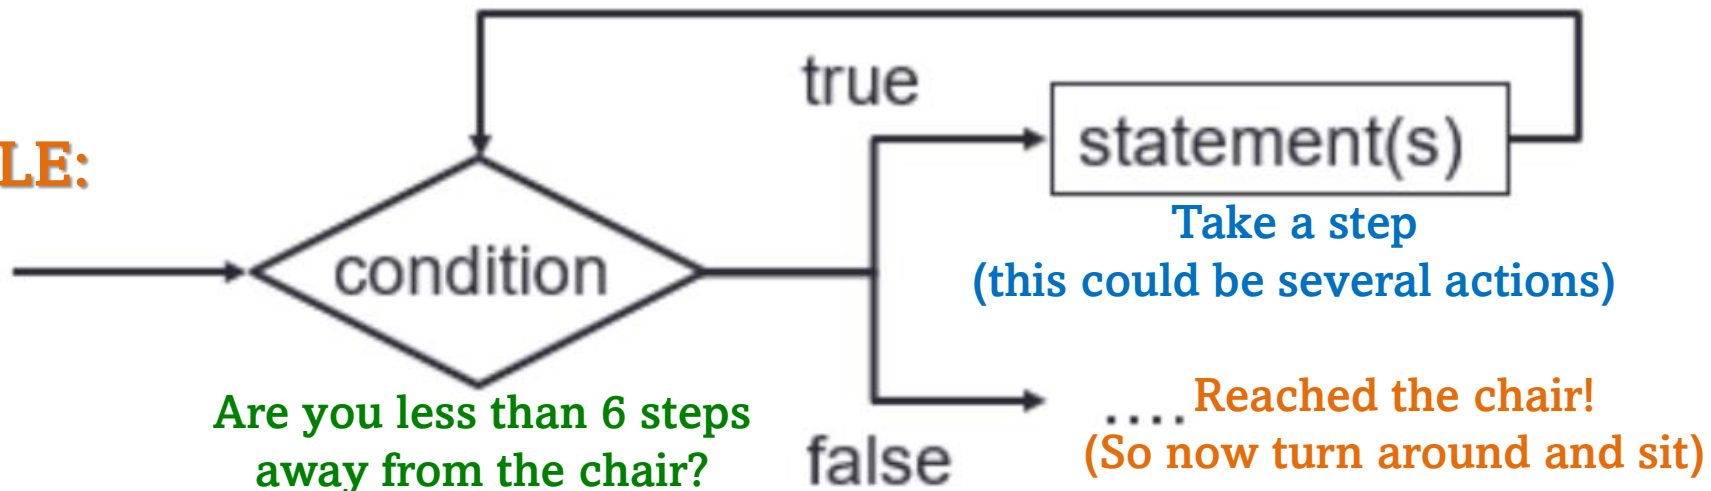 LE:
true
statement(s)
Take a step
(this could be several actions)
condition
Are you less than 6 steps
away from the chair?
false
.... Reached the chair!
(So now turn around and sit)